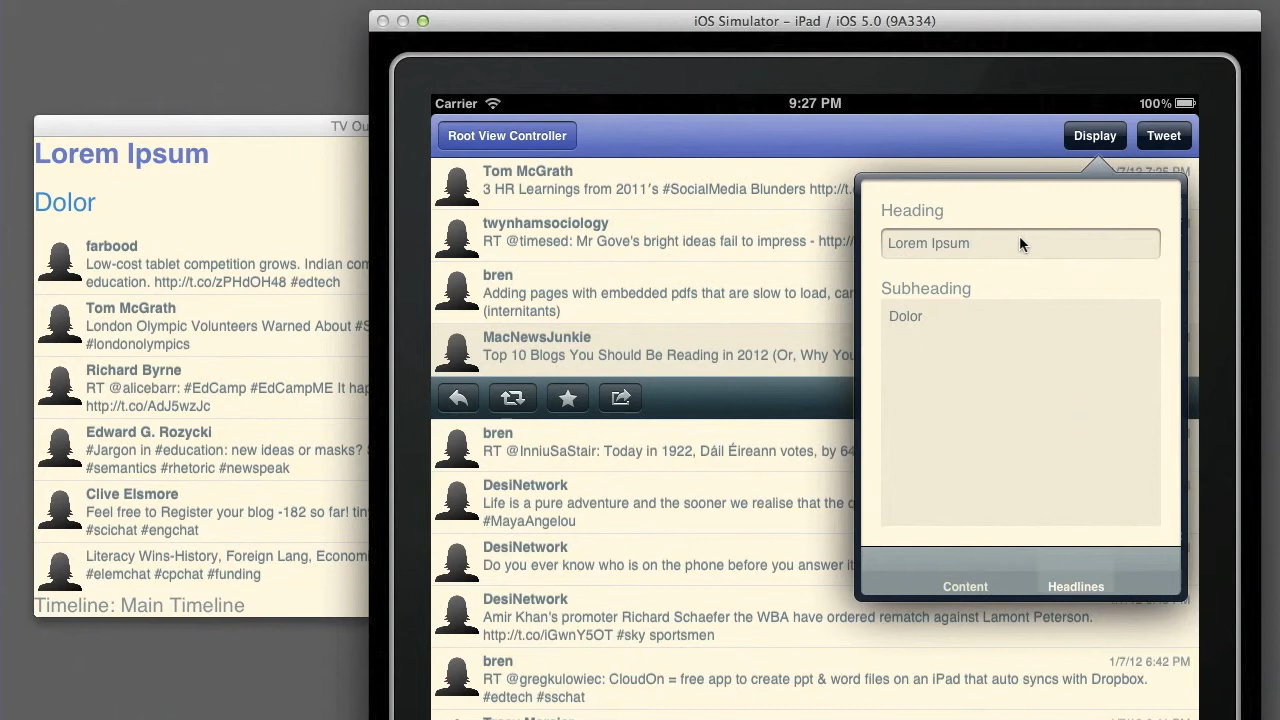 iOS Simulator – iPad / iOS 5.0 (9A334)
TV Ou
Lorem Ipsum
Dolor
farbood
Low-cost tablet competition grows. Indian com
education. http://t.co/zPHdOH48 #edtech
Tom McGrath
London Olympic Volunteers Warned About #S
#londonolympics
Richard Byrne
RT @alicebarr: #EdCamp #EdCampME It hap
http://t.co/AdJ5wzJc
Edward G. Rozycki
#Jargon in #education: new ideas or masks?
#semantics #rhetoric #newspeak
Clive Elsmore
Feel free to Register your blog -182 so far! tin
#scichat #engchat
Literacy Wins-History, Foreign Lang, Econom
#elemchat #cpchat #funding
Timeline: Main Timeline
Carrier
9:27 PM
100%
Root View Controller
Display
Tweet
Tom McGrath
3 HR Learnings from 2011's #SocialMedia Blunders http://t.
twynhamsociology
RT @timesed: Mr Gove's bright ideas fail to impress - http:/
bren
Adding pages with embedded pdfs that are slow to load, can
(internitants)
MacNewsJunkie
Top 10 Blogs You Should Be Reading in 2012 (Or, Why You
bren
RT @InniuSaStair: Today in 1922, Dáil Éireann votes, by 64
DesiNetwork
Life is a pure adventure and the sooner we realise that the
#MayaAngelou
DesiNetwork
Do you ever know who is on the phone before you answer it
DesiNetwork
Amir Khan's promoter Richard Schaefer the WBA have ordered rematch against Lamont Peterson.
http://t.co/iGwnY5OT #sky sportsmen
bren
1/7/12 6:42 PM
RT @gregkulowiec: CloudOn = free app to create ppt & word files on an iPad that auto syncs with Dropbox.
#edtech #sschat
Heading
Lorem Ipsum
Subheading
Dolor
Content
Headlines